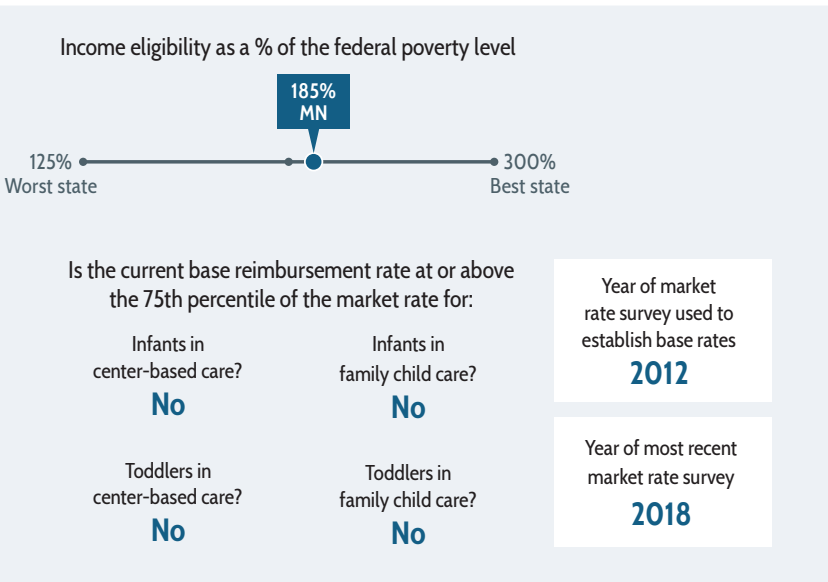 Income eligibility as a % of the federal poverty level
185%
MN
125%
Worst state
300%
Best state
Is the current base reimbursement rate at or above
the 75th percentile of the market rate for:
Infants in
center-based care?
No
Infants in
family child care?
No
Toddlers in
center-based care?
No
Toddlers in
family child care?
No
Year of market
rate survey used to
establish base rates
2012
Year of most recent
market rate survey
2018